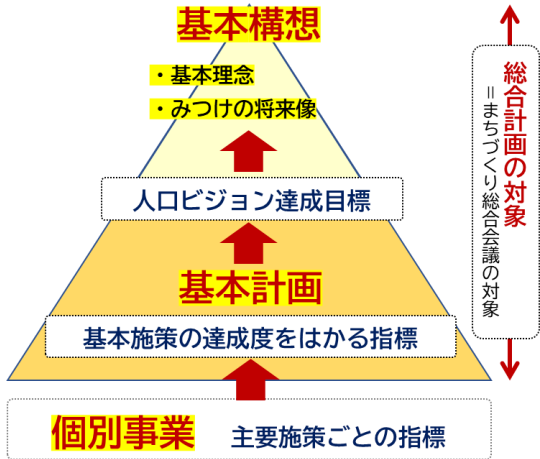 基本構想
・基本理念
・みつけの将来像
人口ビジョン達成目標
基本計画
基本施策の達成度をはかる指標
個別事業 主要施策ごとの指標
総合計画の対象
=まちづくり総合会議の対象